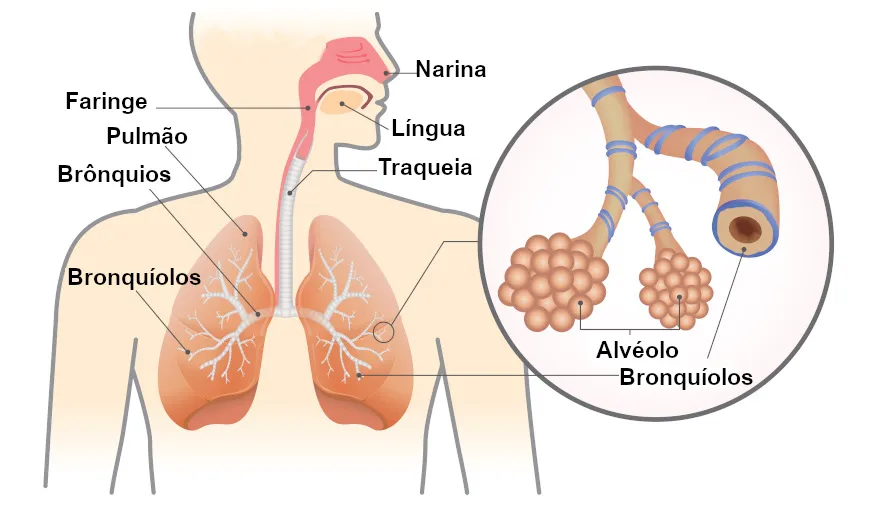 Narina
Faringe
Língua
Pulmão
Traqueia
Brônquios
Bronquíolos
Alvéolo
Bronquíolos